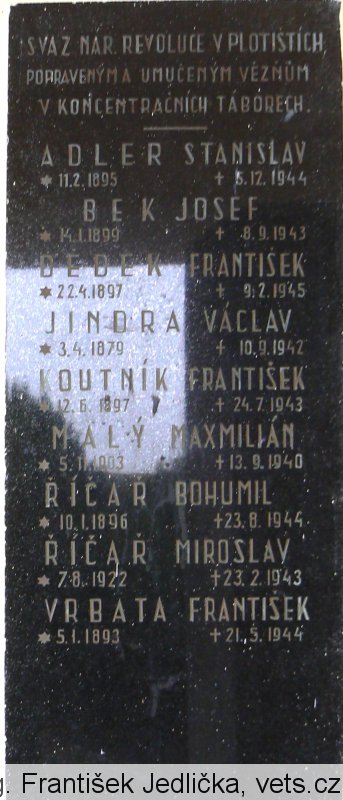 SVAZ NÁR. REVOLUCE V PLOTIŠTÍCH
POPRAVENÝM A UMUČENÝM VĚZŇŮM
V KONCENTRAČNÍCH TÁBORECH.
ADLER STANISLAV
* 11.2.1895 + 5.12.1944
BEK JOSEF
* 14.1.1899 + 8.9.1943
BEDEK FRANTIŠEK
* 22.4.1897 + 9.2.1945
JINDRA VÁCLAV
* 3.4.1879 + 10.9.1942
KOUTNÍK FRANTIŠEK
* 12.6.1897 + 24.7.1943
MALÝ MAXMILIÁN
* 5.11.1903 + 13.9.1940
ŘÍČAŘ BOHUMIL
* 10.1.1896 + 23.8.1944
ŘÍČAŘ MIROSLAV
* 7.8.1922 + 23.2.1943
VRBATA FRANTIŠEK
* 5.1.1893 + 21.5.1944
g. František Jedlička, vets.cz